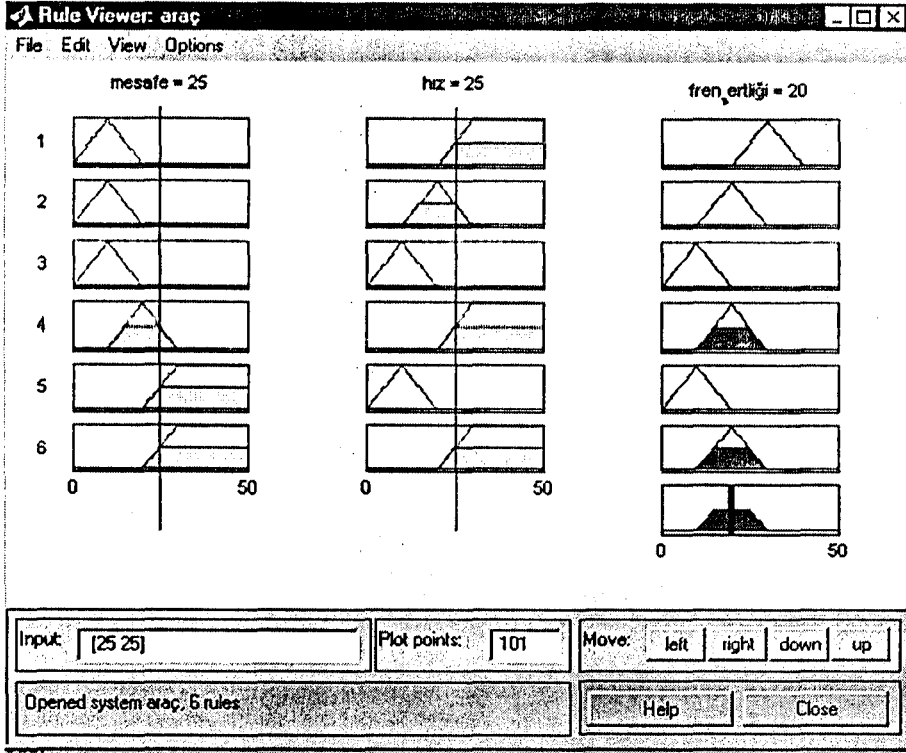 Rule Viewer: araç
File Edit View Options
mesafe = 25
hız = 25
fren ertliği = 20
1
2
3
4
5
6
0 50
0 50
0 50
Input: [25 25]
Plot points: 101
Move: left right down up
Opened system araç, 6 rules
Help Close